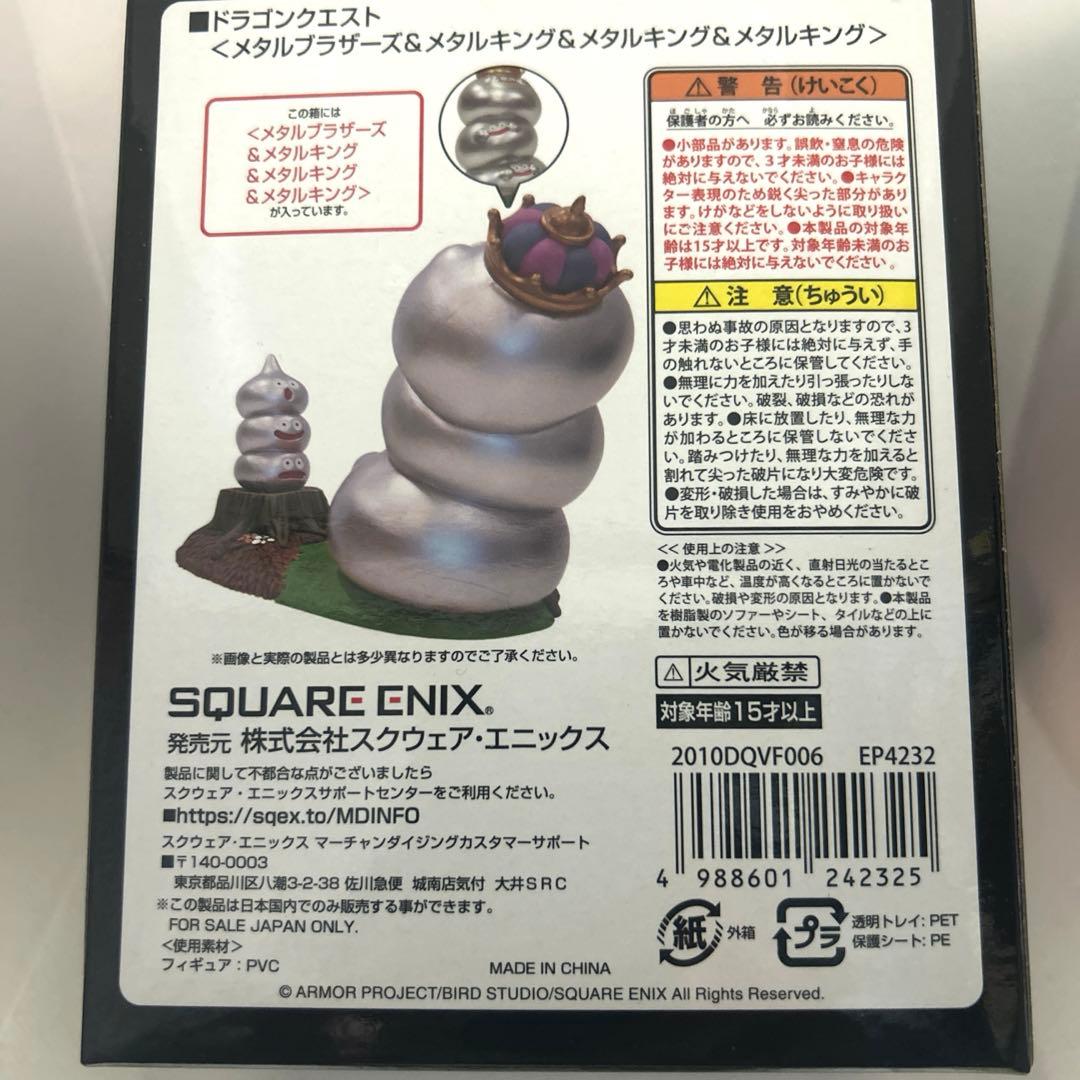 ■ドラゴンクエスト
<メタルブラザーズ&メタルキング&メタルキング&メタルキング>
この箱には
<メタルブラザーズ
&メタルキング
&メタルキング
&メタルキング>
が入っています。
⚠警 告(けいこく)
保護者の方へ 必ずお読みください。
●小部品があります。誤飲・窒息の危険
がありますので、3才未満のお子様には
絶対に与えないでください。●キャラク
ター表現のため鋭く尖った部分があり
ます。けがなどをしないように取り扱い
にご注意ください。●本製品の対象年
齢は15才以上です。対象年齢未満のお
子様には絶対に与えないでください。
⚠注 意(ちゅうい)
●思わぬ事故の原因となりますので、3
才未満のお子様には絶対に与えず、手
の触れないところに保管してください。
●無理に力を加えたり引っ張ったりしな
いでください。破裂、破損などの恐れが
あります。●床に放置したり、無理な力
が加わるところに保管しないでくださ
い。踏みつけたり、無理な力を加えると
割れて尖った破片になり大変危険です。
●変形・破損した場合は、すみやかに破
片を取り除き使用をおやめください。
<< 使用上の注意 >>
●火気や電化製品の近く、直射日光の当たるとこ
ろや車中など、温度が高くなるところに置かないで
ください。破損や変形の原因となります。●本製品
を樹脂製のソファーやシート、タイルなどの上に
置かないでください。色が移る場合があります。
⚠火気厳禁
対象年齢15才以上
2010DQVF006 EP4232
4 988601 242325
紙 外箱
プラ 透明トレイ: PET
保護シート: PE
※画像と実際の製品とは多少異なりますのでご了承ください。
SQUARE ENIX®
発売元 株式会社スクウェア・エニックス
製品に関して不都合な点がございましたら
スクウェア・エニックスサポートセンターをご利用ください。
■https://sqex.to/MDINFO
スクウェア・エニックス マーチャンダイジングカスタマーサポート
■〒140-0003
東京都品川区八潮3-2-38 佐川急便 城南店気付 大井SRC
※この製品は日本国内でのみ販売する事ができます。
FOR SALE JAPAN ONLY.
<使用素材>
フィギュア:PVC
MADE IN CHINA
© ARMOR PROJECT/BIRD STUDIO/SQUARE ENIX All Rights Reserved.